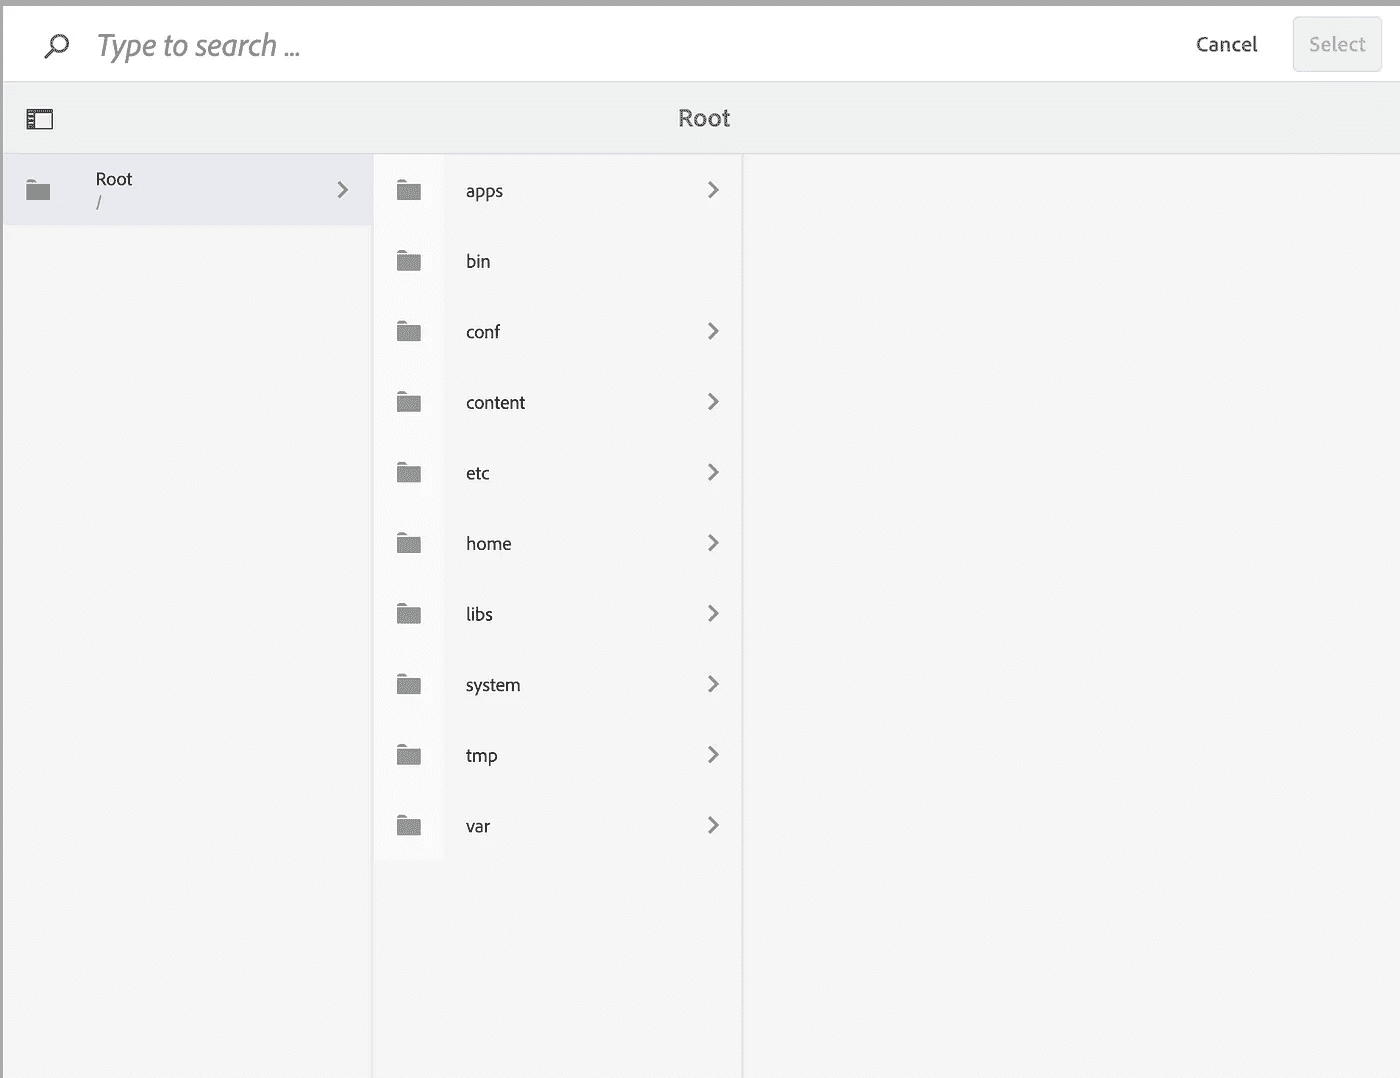 Type to search ...
Cancel
Select
Root
Root
/
apps
bin
conf
content
etc
home
libs
system
tmp
var